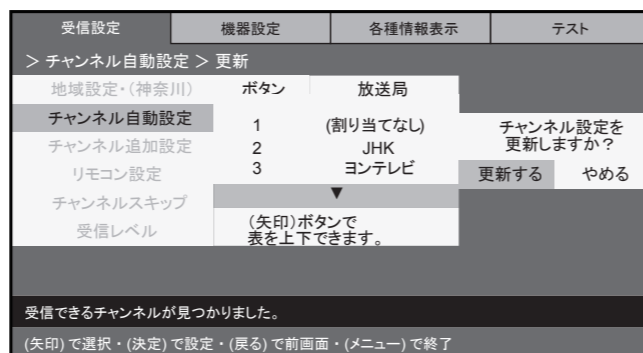 受信設定 機器設定 各種情報表示 テスト
＞チャンネル自動設定＞更新
地域設定・(神奈川)
チャンネル自動設定
チャンネル追加設定
リモコン設定
チャンネルスキップ
受信レベル
ボタン 放送局
1 (割り当てなし)
2 JHK
3 ヨンテレビ
▼
(矢印)ボタンで
表を上下できます。
チャンネル設定を
更新しますか？
更新する やめる
受信できるチャンネルが見つかりました。
(矢印)で選択・(決定)で設定・(戻る)で前画面・(メニュー)で終了